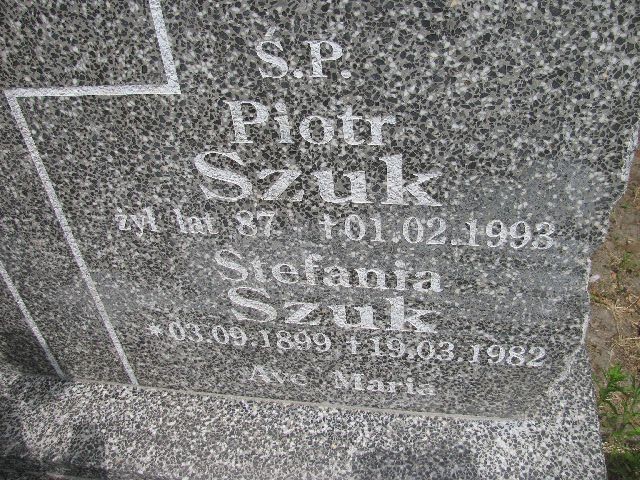 Ś.P.
Piotr
Szuk
żył lat 87 †01.02.1993
Stefania
Szuk
*03.09.1899 †19.03.1982
Ave Maria